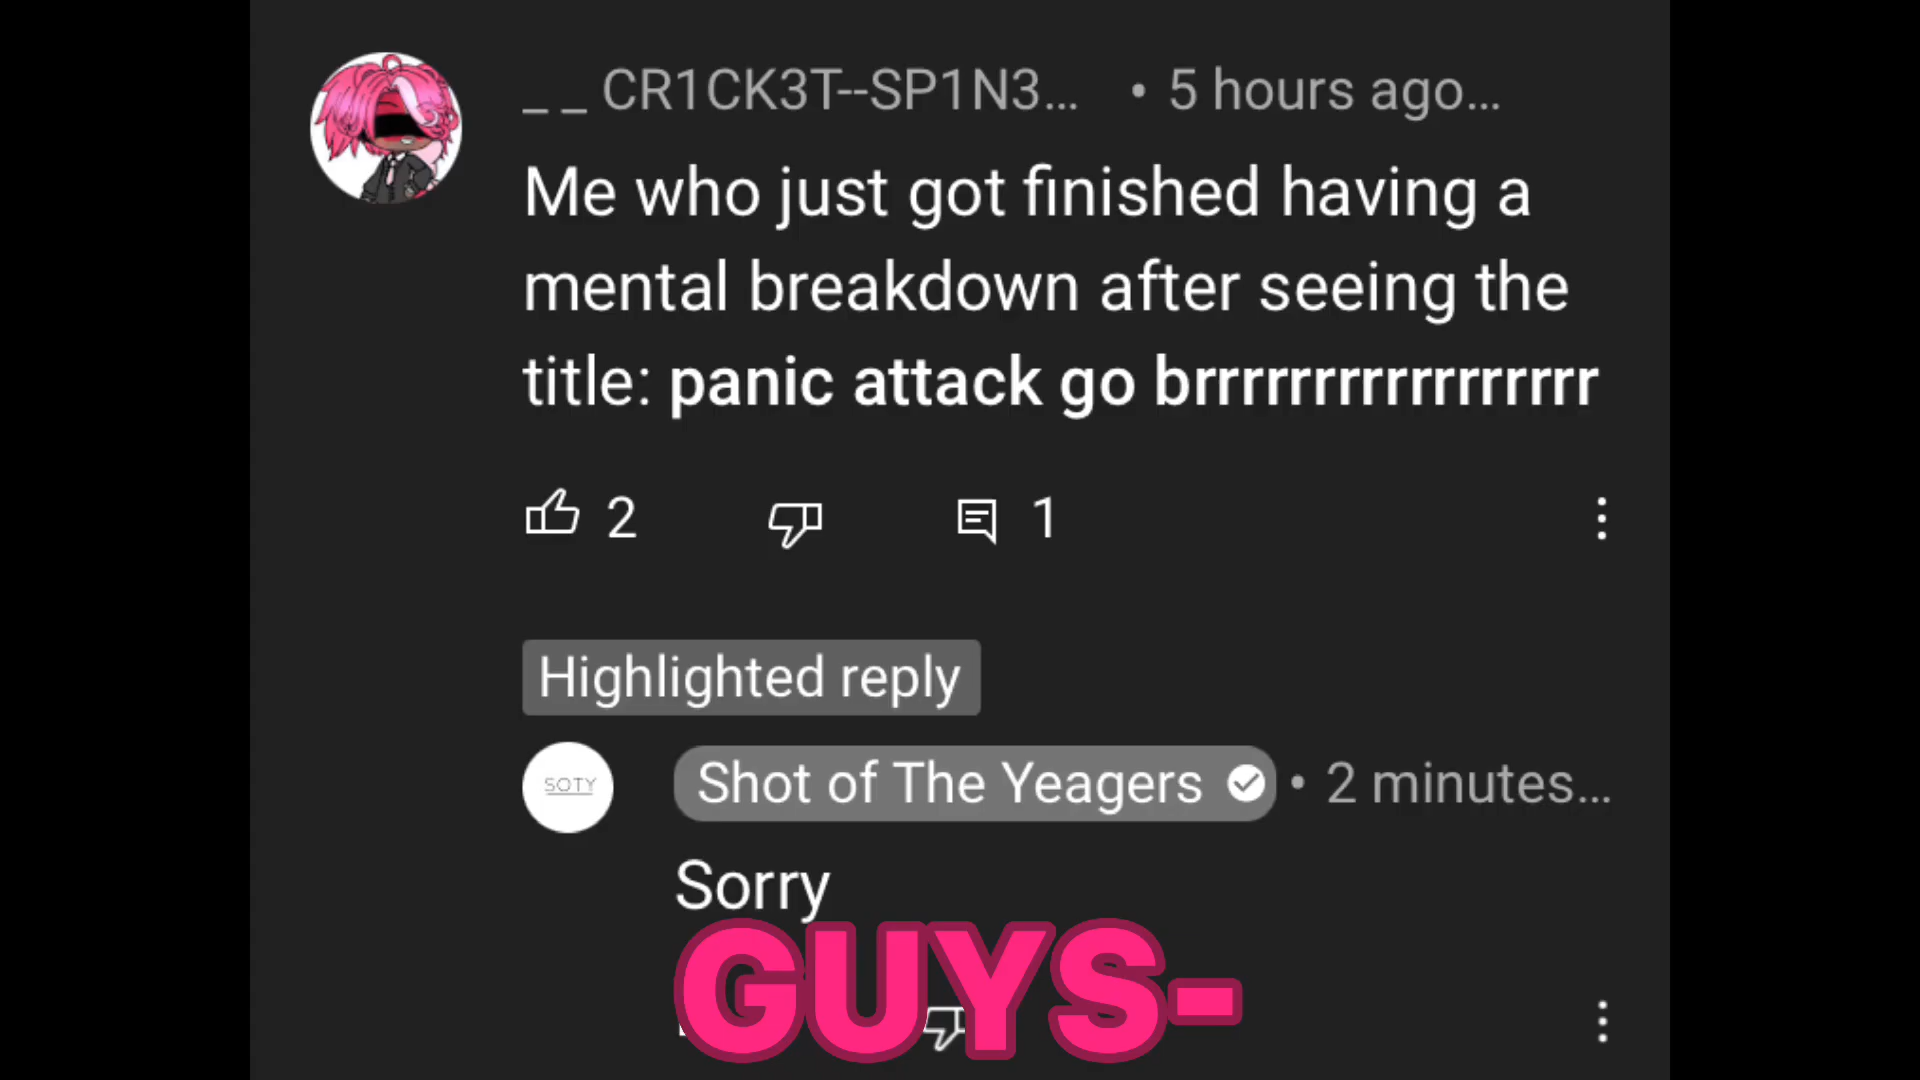 _ _ CR1CK3T--SP1N3... • 5 hours ago...
Me who just got finished having a
mental breakdown after seeing the
title: panic attack go brrrrrrrrrrrrrrrrr
2 1
Highlighted reply
SOTY
Shot of The Yeagers • 2 minutes...
Sorry
GUYS-